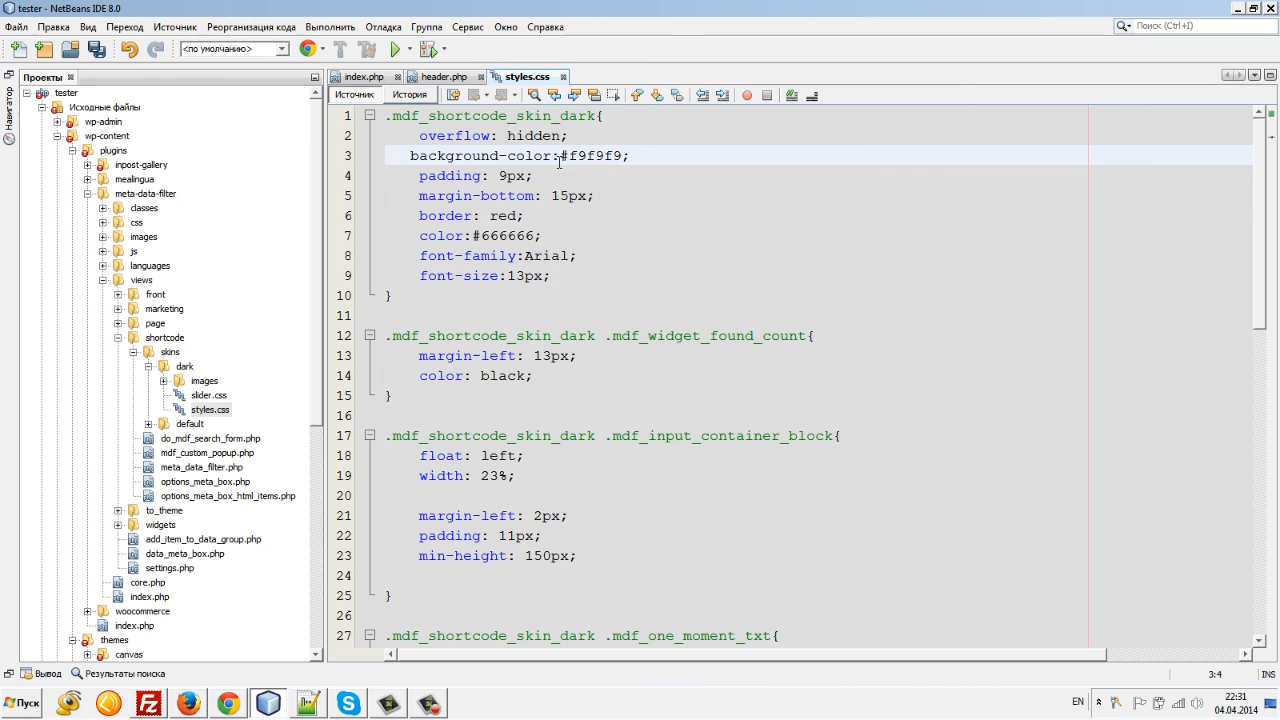 tester - NetBeans IDE 8.0
Файл Правка Вид Переход Источник Реорганизация кода Выполнить Отладка Группа Сервис Окно Справка
Поиск (Ctrl+I)
<по умолчанию>
Навигатор
Проекты
tester
Исходные файлы
wp-admin
wp-content
plugins
inpost-gallery
mealingua
meta-data-filter
classes
css
images
js
languages
views
front
marketing
page
shortcode
skins
dark
images
slider.css
styles.css
default
do_mdf_search_form.php
mdf_custom_popup.php
meta_data_filter.php
options_meta_box.php
options_meta_box_html_items.php
to_theme
widgets
add_item_to_data_group.php
data_meta_box.php
settings.php
core.php
index.php
woocommerce
index.php
themes
canvas
index.php header.php styles.css
Источник История
1 .mdf_shortcode_skin_dark{
2 overflow: hidden;
3 background-color:#f9f9f9;
4 padding: 9px;
5 margin-bottom: 15px;
6 border: red;
7 color:#666666;
8 font-family:Arial;
9 font-size:13px;
10 }
11
12 .mdf_shortcode_skin_dark .mdf_widget_found_count{
13 margin-left: 13px;
14 color: black;
15 }
16
17 .mdf_shortcode_skin_dark .mdf_input_container_block{
18 float: left;
19 width: 23%;
20
21 margin-left: 2px;
22 padding: 11px;
23 min-height: 150px;
24
25 }
26
27 .mdf_shortcode_skin_dark .mdf_one_moment_txt{
Вывод Результаты поиска
3:4
Пуск
EN
22:31
04.04.2014